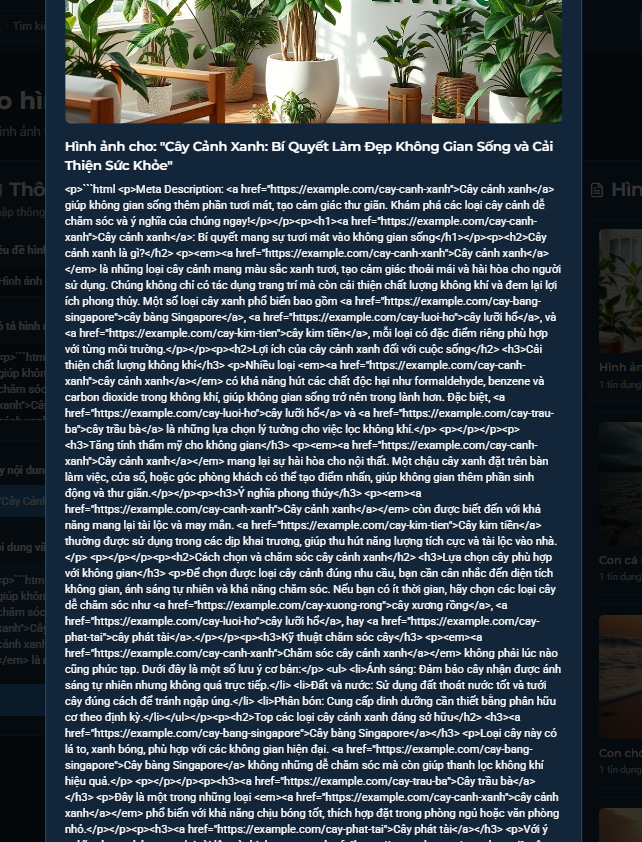 Tìm ki
Hình ảnh cho: "Cây Cảnh Xanh: Bí Quyết Làm Đẹp Không Gian Sống và Cải
Thiện Sức Khỏe"
<p>```html <p>Meta Description: <a href="https://example.com/cay-canh-xanh">Cây cảnh xanh</a>
giúp không gian sống thêm phần tươi mát, tạo cảm giác thư giãn. Khám phá các loại cây cảnh dễ
chăm sóc và ý nghĩa của chúng ngay!</p></p><p><h1><a href="https://example.com/cay-canh-
xanh">Cây cảnh xanh</a>: Bí quyết mang sự tươi mát vào không gian sống</h1></p><p><h2>Cây
cảnh xanh là gì?</h2> <p><em><a href="https://example.com/cay-canh-xanh">Cây cảnh xanh</a>
</em> là những loại cây cảnh mang màu sắc xanh tươi, tạo cảm giác thoải mái và hài hòa cho người
sử dụng. Chúng không chỉ có tác dụng trang trí mà còn cải thiện chất lượng không khí và đem lại lợi
ích phong thủy. Một số loại cây xanh phổ biến bao gồm <a href="https://example.com/cay-bang-
singapore">cây bàng Singapore</a>, <a href="https://example.com/cay-luoi-ho">cây lưỡi hổ</a>, và
<a href="https://example.com/cay-kim-tien">cây kim tiền</a>, mỗi loại có đặc điểm riêng phù hợp
với từng môi trường.</p></p><p><h2>Lợi ích của cây cảnh xanh đối với cuộc sống</h2> <h3>Cải
thiện chất lượng không khí</h3> <p>Nhiều loại <em><a href="https://example.com/cay-canh-
xanh">cây cảnh xanh</a></em> có khả năng hút các chất độc hại như formaldehyde, benzene và
carbon dioxide trong không khí, giúp không gian sống trở nên trong lành hơn. Đặc biệt, <a
href="https://example.com/cay-luoi-ho">cây lưỡi hổ</a> và <a href="https://example.com/cay-trau-
ba">cây trầu bà</a> là những lựa chọn lý tưởng cho việc lọc không khí.</p> <p></p></p><p>
<h3>Tăng tính thẩm mỹ cho không gian</h3> <p><em><a href="https://example.com/cay-canh-
xanh">Cây cảnh xanh</a></em> mang lại sự hài hòa cho nội thất. Một chậu cây xanh đặt trên bàn
làm việc, cửa sổ, hoặc góc phòng khách có thể tạo điểm nhấn, giúp không gian thêm phần sinh
động và thư giãn.</p></p><p><h3>Ý nghĩa phong thủy</h3> <p><em><a
href="https://example.com/cay-canh-xanh">Cây cảnh xanh</a></em> còn được biết đến với khả
năng mang lại tài lộc và may mắn. <a href="https://example.com/cay-kim-tien">Cây kim tiền</a>
thường được sử dụng trong các dịp khai trương, giúp thu hút năng lượng tích cực và tài lộc vào nhà.
</p> <p></p></p><p><h2>Cách chọn và chăm sóc cây cảnh xanh</h2> <h3>Lựa chọn cây phù hợp
với không gian</h3> <p>Để chọn được loại cây cảnh đúng nhu cầu, bạn cần cân nhắc đến diện tích
không gian, ánh sáng tự nhiên và khả năng chăm sóc. Nếu bạn có ít thời gian, hãy chọn các loại cây
dễ chăm sóc như <a href="https://example.com/cay-xuong-rong">cây xương rồng</a>, <a
href="https://example.com/cay-luoi-ho">cây lưỡi hổ</a>, hay <a href="https://example.com/cay-
phat-tai">cây phát tài</a>.</p></p><p><h3>Kỹ thuật chăm sóc cây</h3> <p><em><a
href="https://example.com/cay-canh-xanh">Chăm sóc cây cảnh xanh</a></em> không phải lúc nào
cũng phức tạp. Dưới đây là một số lưu ý cơ bản:</p> <ul> <li>Ánh sáng: Đảm bảo cây nhận được ánh
sáng tự nhiên nhưng không quá trực tiếp.</li> <li>Đất và nước: Sử dụng đất thoát nước tốt và tưới
cây đúng cách để tránh ngập úng.</li> <li>Phân bón: Cung cấp dinh dưỡng cần thiết bằng phân hữu
cơ theo định kỳ.</li></ul></p><p><h2>Top các loại cây cảnh xanh đáng sở hữu</h2> <h3><a
href="https://example.com/cay-bang-singapore">Cây bàng Singapore</a></h3> <p>Loại cây này có
lá to, xanh bóng, phù hợp với các không gian hiện đại. <a href="https://example.com/cay-bang-
singapore">Cây bàng Singapore</a> không những dễ chăm sóc mà còn giúp thanh lọc không khí
hiệu quả.</p> <p></p></p><p><h3><a href="https://example.com/cay-trau-ba">Cây trầu bà</a>
</h3> <p>Đây là một trong những loại <em><a href="https://example.com/cay-canh-xanh">cây cảnh
xanh</a></em> phổ biến với khả năng chịu bóng tốt, thích hợp đặt trong phòng ngủ hoặc văn phòng
nhỏ.</p></p><p><h3><a href="https://example.com/cay-phat-tai">Cây phát tài</a></h3> <p>Với ý
Hìn
Hình ản
1 tín dụng
Con cá
1 tín dụng
Con chó
1 tín dụng